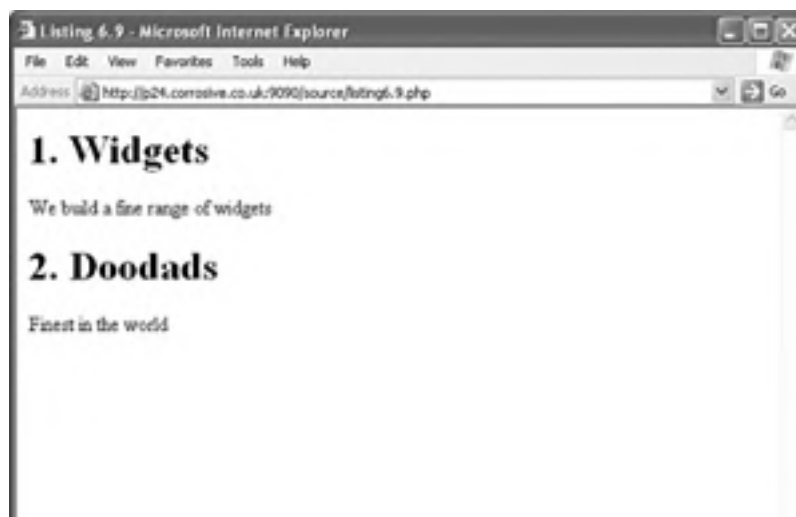 Listing 6.9 - Microsoft Internet Explorer
File Edit View Favorites Tools Help
Address http://p24.corrosive.co.uk:9090/source/listing6.9.php Go
1. Widgets
We build a fine range of widgets
2. Doodads
Finest in the world